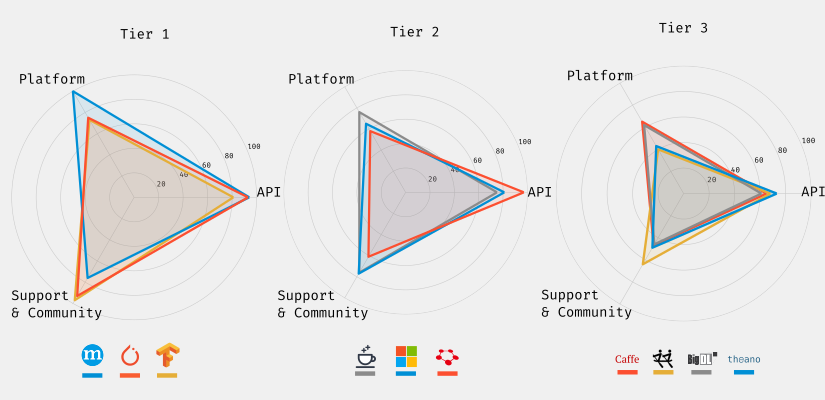 Tier 1
Platform
100
80
60
40
20
API
Support
& Community
m
Tier 2
Platform
100
80
60
40
20
API
Support
& Community
Tier 3
Platform
100
80
60
40
20
API
Support
& Community
Caffe
BigDL
theano